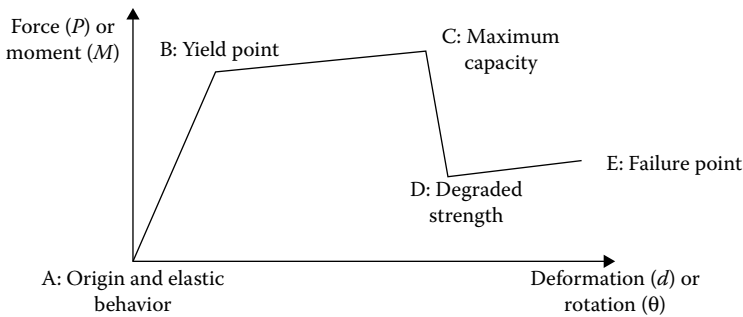 Force (P) or
moment (M)
B: Yield point
C: Maximum
capacity
D: Degraded
strength
E: Failure point
A: Origin and elastic
behavior
Deformation (d) or
rotation (θ)